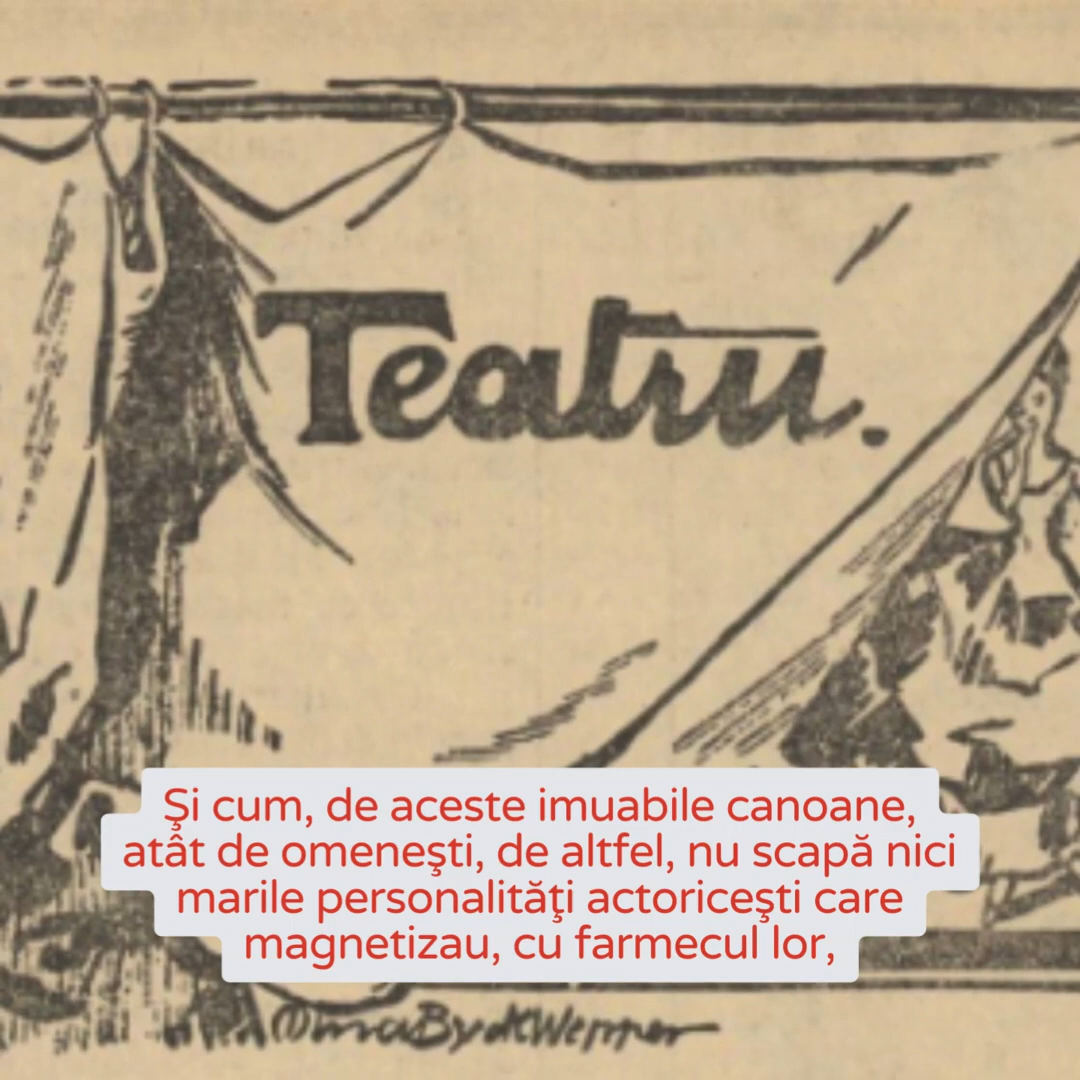 Teatru.
Şi cum, de aceste imuabile canoane,
atât de omeneşti, de altfel, nu scapă nici
marile personalităţi actoriceşti care
magnetizau, cu farmecul lor,